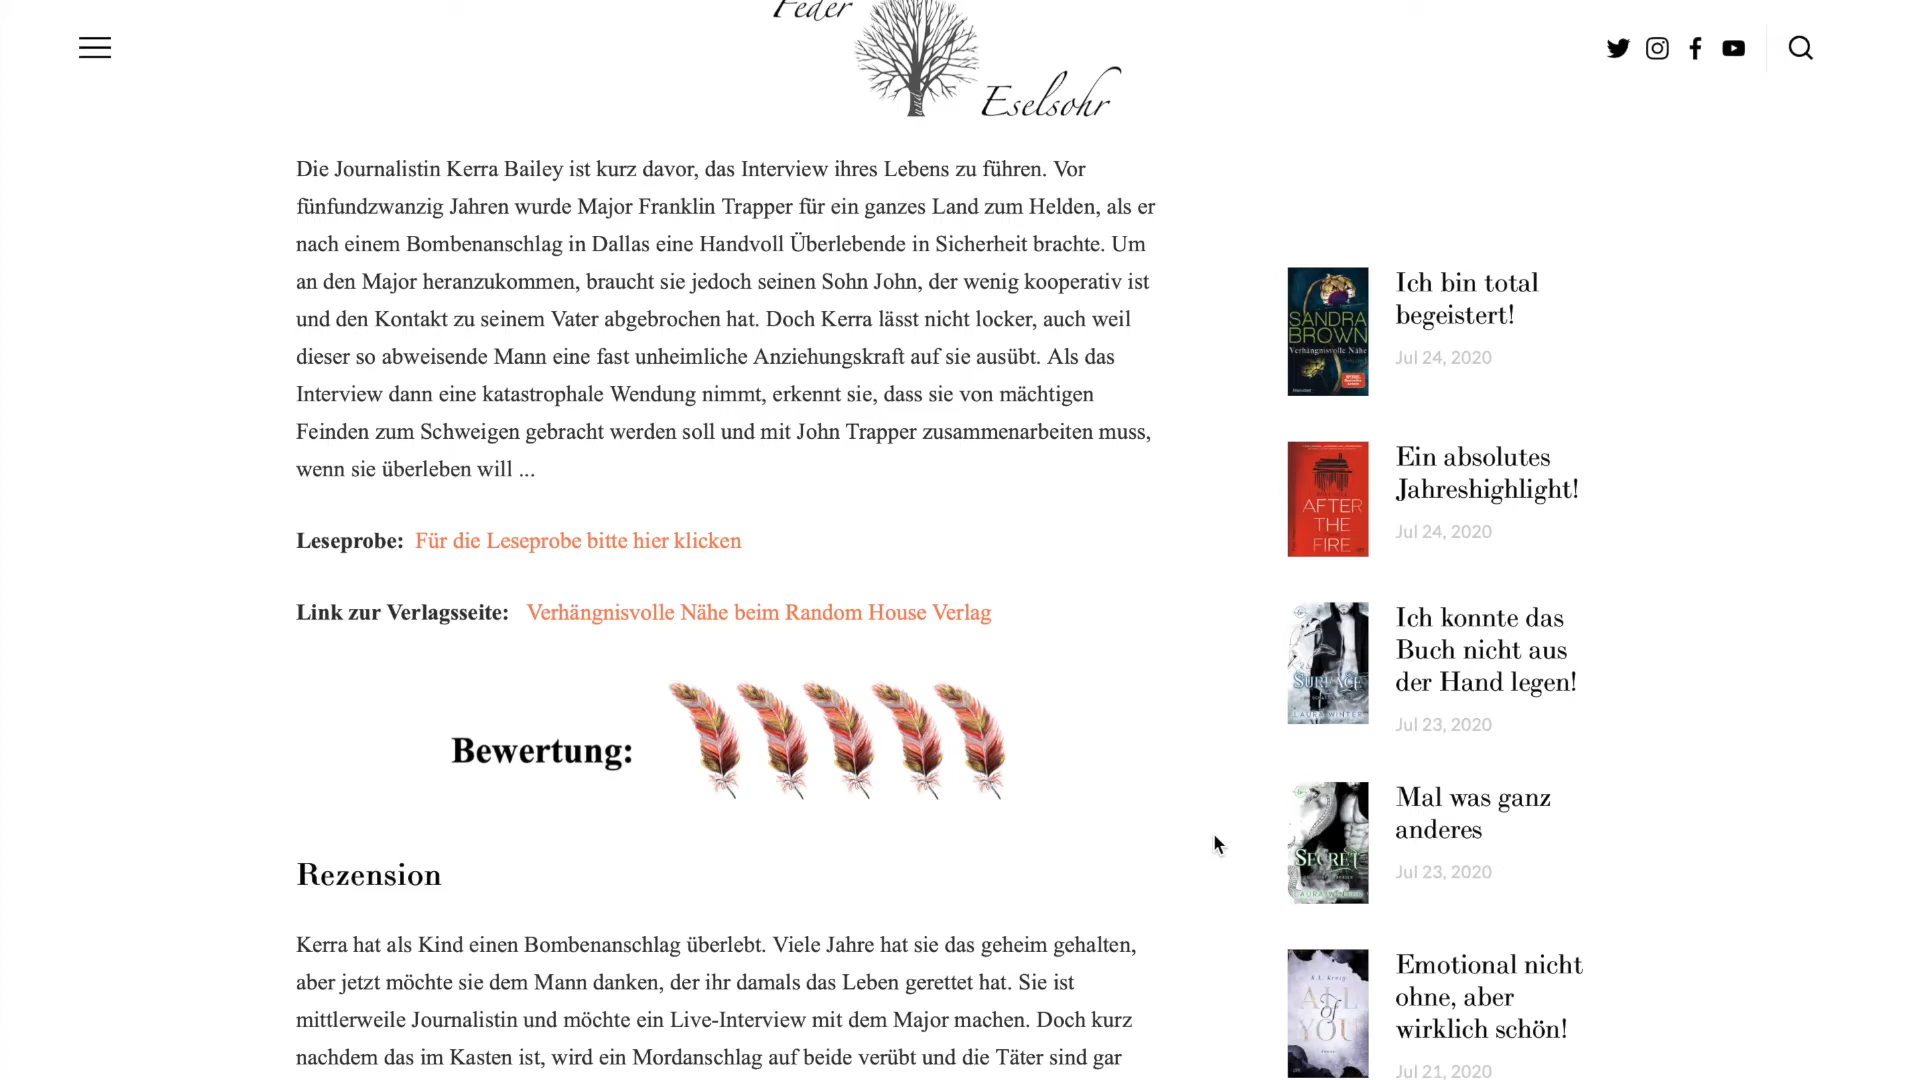 Feder
und
Eselsohr
Die Journalistin Kerra Bailey ist kurz davor, das Interview ihres Lebens zu führen. Vor
fünfundzwanzig Jahren wurde Major Franklin Trapper für ein ganzes Land zum Helden, als er
nach einem Bombenanschlag in Dallas eine Handvoll Überlebende in Sicherheit brachte. Um
an den Major heranzukommen, braucht sie jedoch seinen Sohn John, der wenig kooperativ ist
und den Kontakt zu seinem Vater abgebrochen hat. Doch Kerra lässt nicht locker, auch weil
dieser so abweisende Mann eine fast unheimliche Anziehungskraft auf sie ausübt. Als das
Interview dann eine katastrophale Wendung nimmt, erkennt sie, dass sie von mächtigen
Feinden zum Schweigen gebracht werden soll und mit John Trapper zusammenarbeiten muss,
wenn sie überleben will ...
Leseprobe: Für die Leseprobe bitte hier klicken
Link zur Verlagsseite: Verhängnisvolle Nähe beim Random House Verlag
Bewertung:
Rezension
Kerra hat als Kind einen Bombenanschlag überlebt. Viele Jahre hat sie das geheim gehalten,
aber jetzt möchte sie dem Mann danken, der ihr damals das Leben gerettet hat. Sie ist
mittlerweile Journalistin und möchte ein Live-Interview mit dem Major machen. Doch kurz
nachdem das im Kasten ist, wird ein Mordanschlag auf beide verübt und die Täter sind gar
SANDRA
BROWN
Verhängnisvolle Nähe
Ich bin total
begeistert!
Jul 24, 2020
AFTER
THE
FIRE
Ein absolutes
Jahreshighlight!
Jul 24, 2020
SURFACE
LAURA WINTER
Ich konnte das
Buch nicht aus
der Hand legen!
Jul 23, 2020
SECRET
LAURA WINTER
Mal was ganz
anderes
Jul 23, 2020
ALL
of
YOU
Emotional nicht
ohne, aber
wirklich schön!
Jul 21, 2020